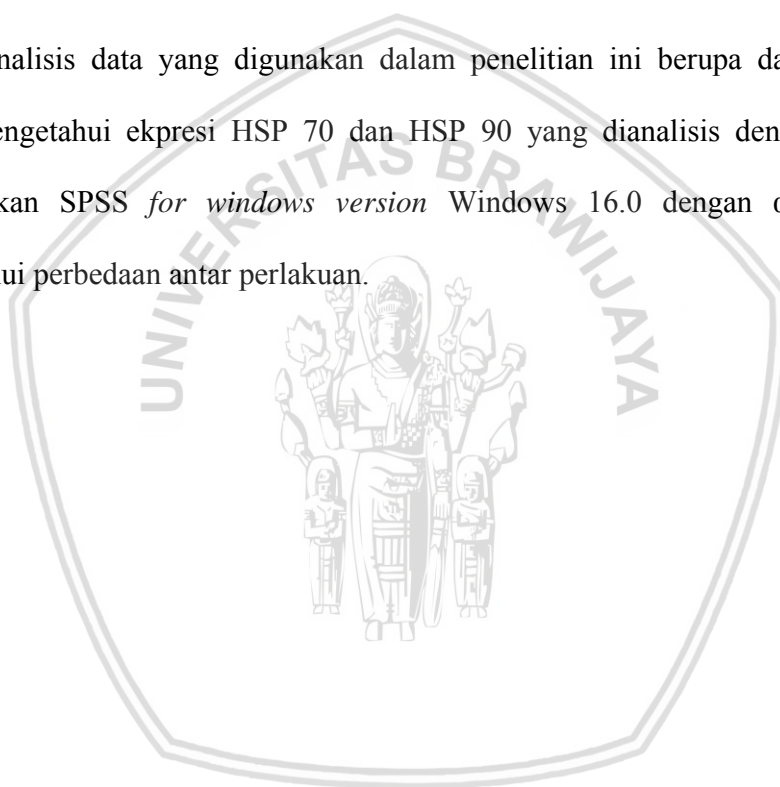 nalisis data yang digunakan dalam penelitian ini berupa da
engetahui ekpresi HSP 70 dan HSP 90 yang dianalisis den
kan SPSS for windows version Windows 16.0 dengan
ui perbedaan antar perlakuan.
UNIVERSITAS BRAWIJAYA